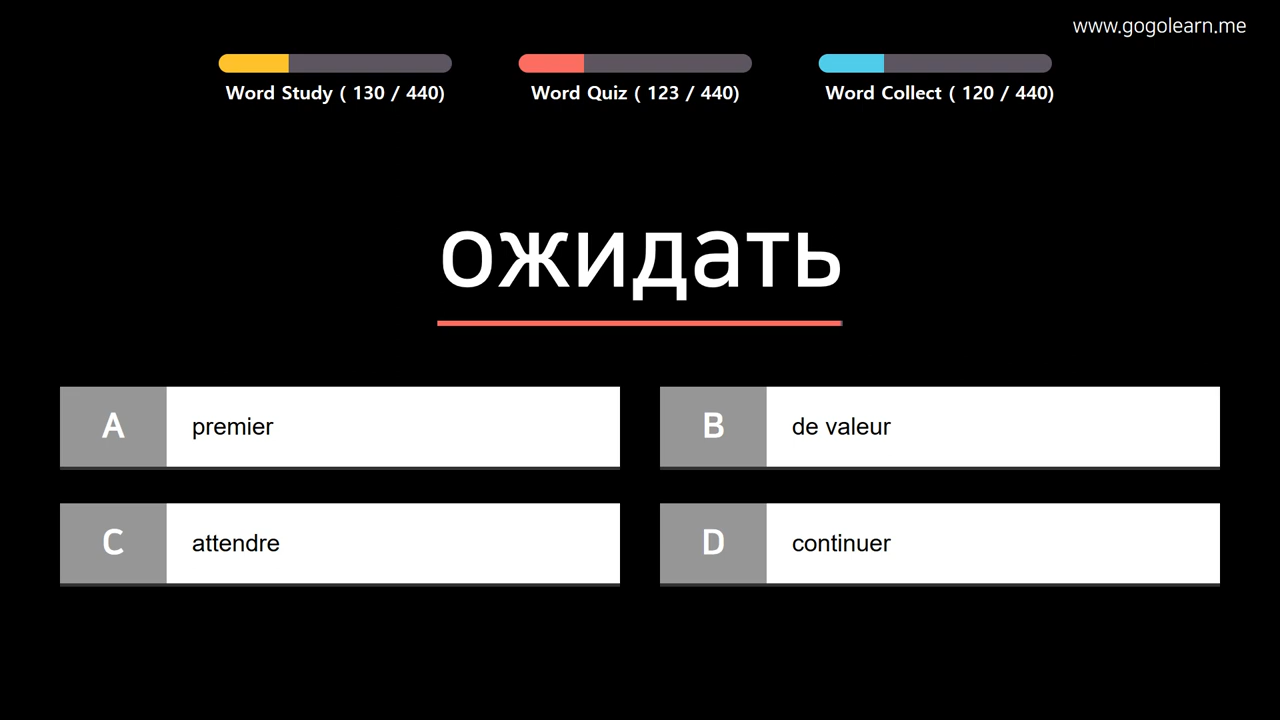 www.gogolearn.me
Word Study ( 130 / 440)
Word Quiz ( 123 / 440)
Word Collect ( 120 / 440)
ожидать
A premier
B de valeur
C attendre
D continuer